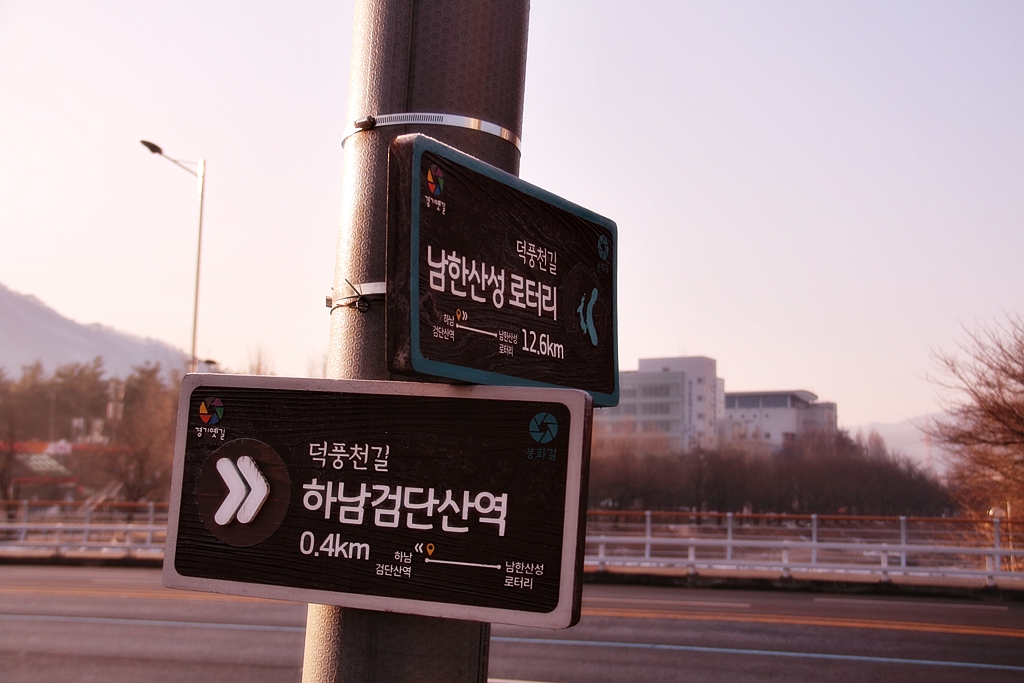 경기옛길
덕풍천길
남한산성 로터리
하남
검단산역
남한산성
로터리
12.6km
경기옛길
봉화길
덕풍천길
하남검단산역
0.4km
하남
검단산역
남한산성
로터리